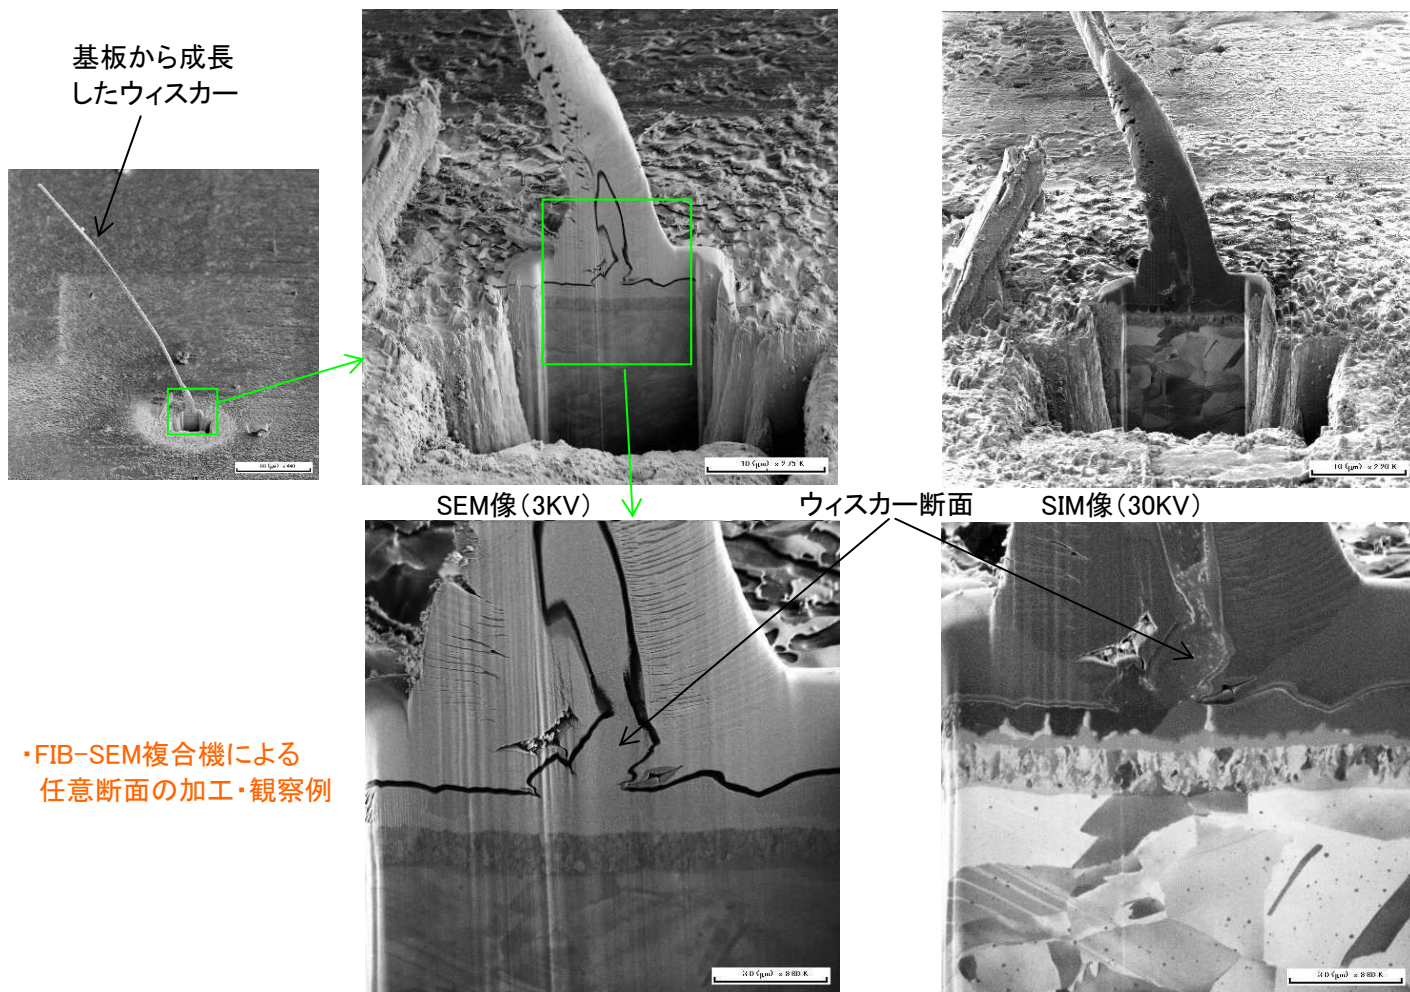 基板から成長
したウィスカー
SEM像(3KV)
ウィスカー断面
SIM像(30KV)
・FIB-SEM複合機による
任意断面の加工・観察例